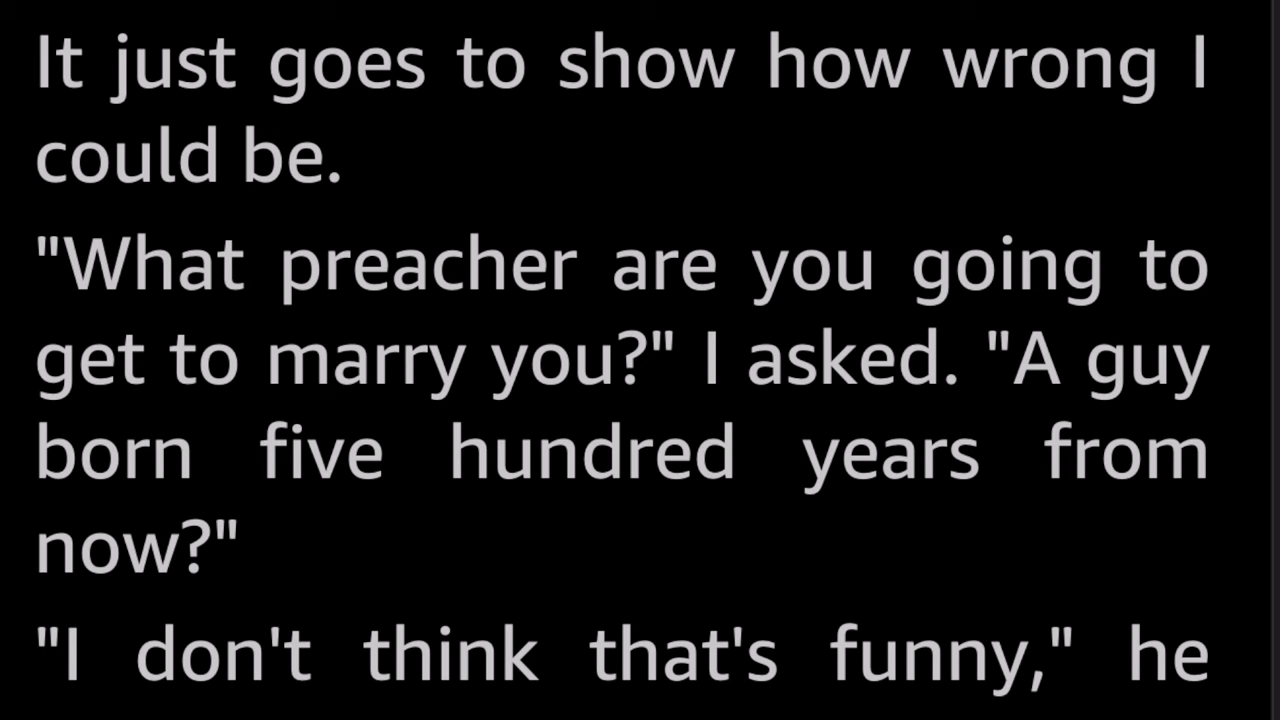 It just goes to show how wrong I
could be.
"What preacher are you going to
get to marry you?" I asked. "A guy
born five hundred years from
now?"
"I don't think that's funny," he